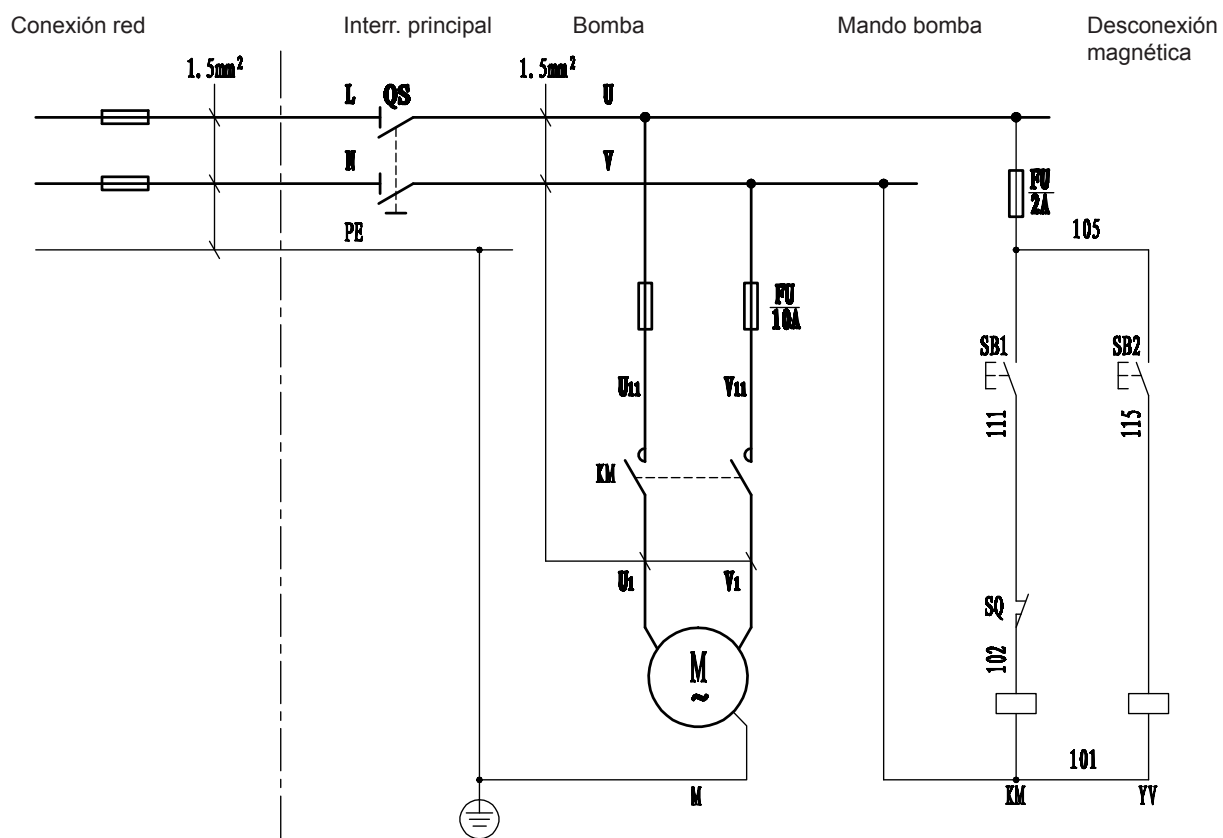 Conexión red
Interr. principal
Bomba
Mando bomba
Desconexión
magnética
1.5mm²
1.5mm²
L
QS
U
N
V
PE
FU
2A
105
FU
10A
SB1
SB2
U11
V11
111
115
KM
U1
V1
SQ
102
M
~
101
M
KM
YV